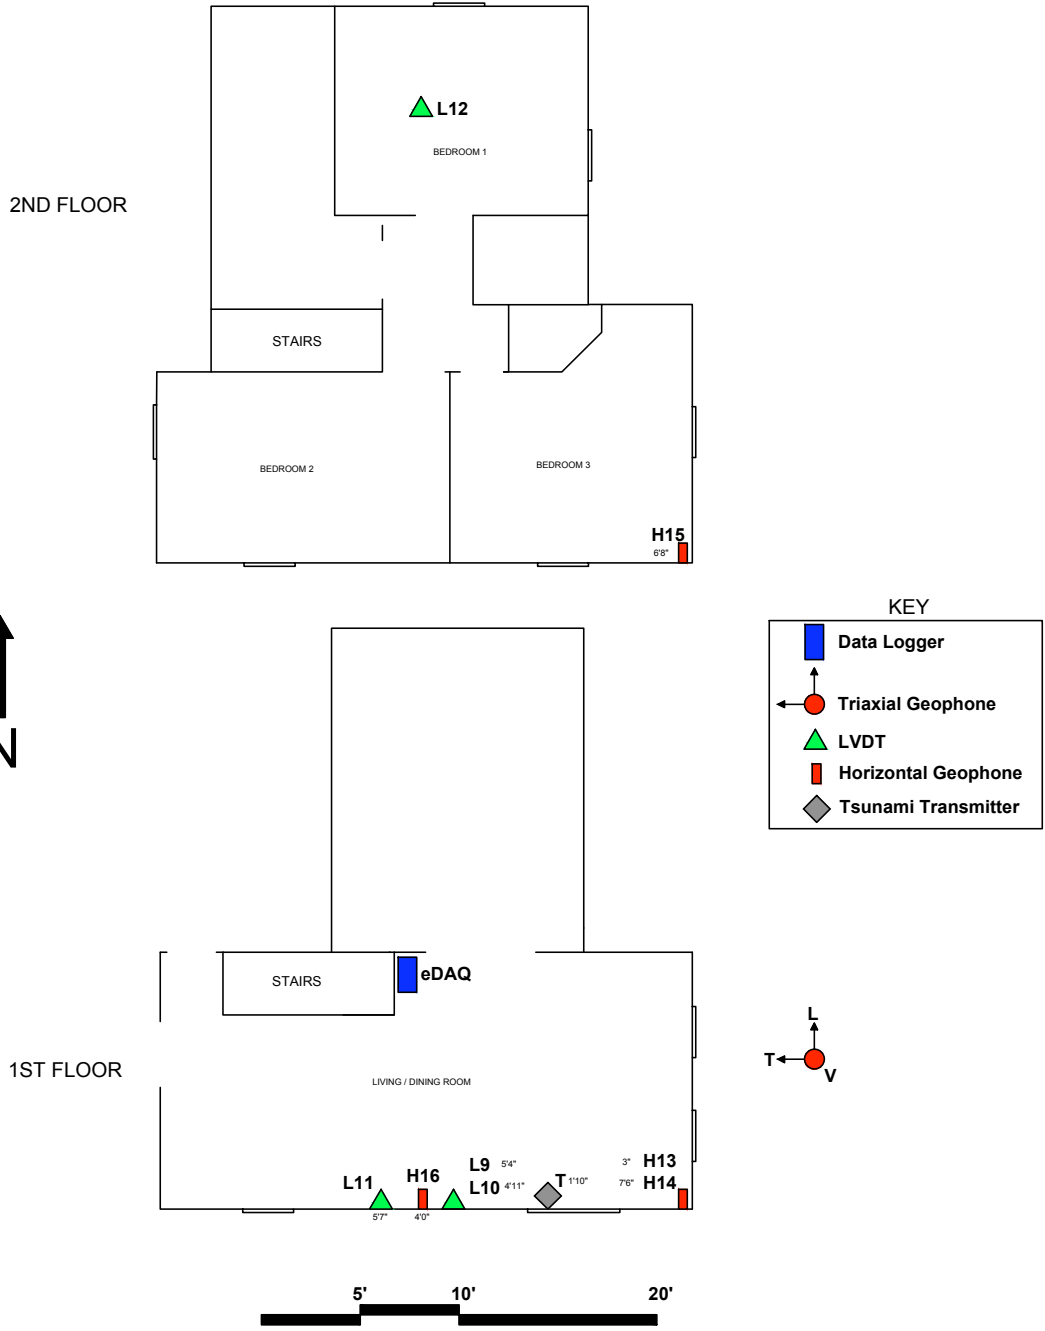 L12
BEDROOM 1
2ND FLOOR
STAIRS
BEDROOM 2
BEDROOM 3
H15
6'8"
KEY
Data Logger
Triaxial Geophone
LVDT
Horizontal Geophone
Tsunami Transmitter
N
STAIRS
eDAQ
1ST FLOOR
LIVING / DINING ROOM
L
T
V
L9 5'4"
3" H13
L11
H16
L10 4'11"
T 1'10"
7'6" H14
5'7"
4'0"
5'
10'
20'